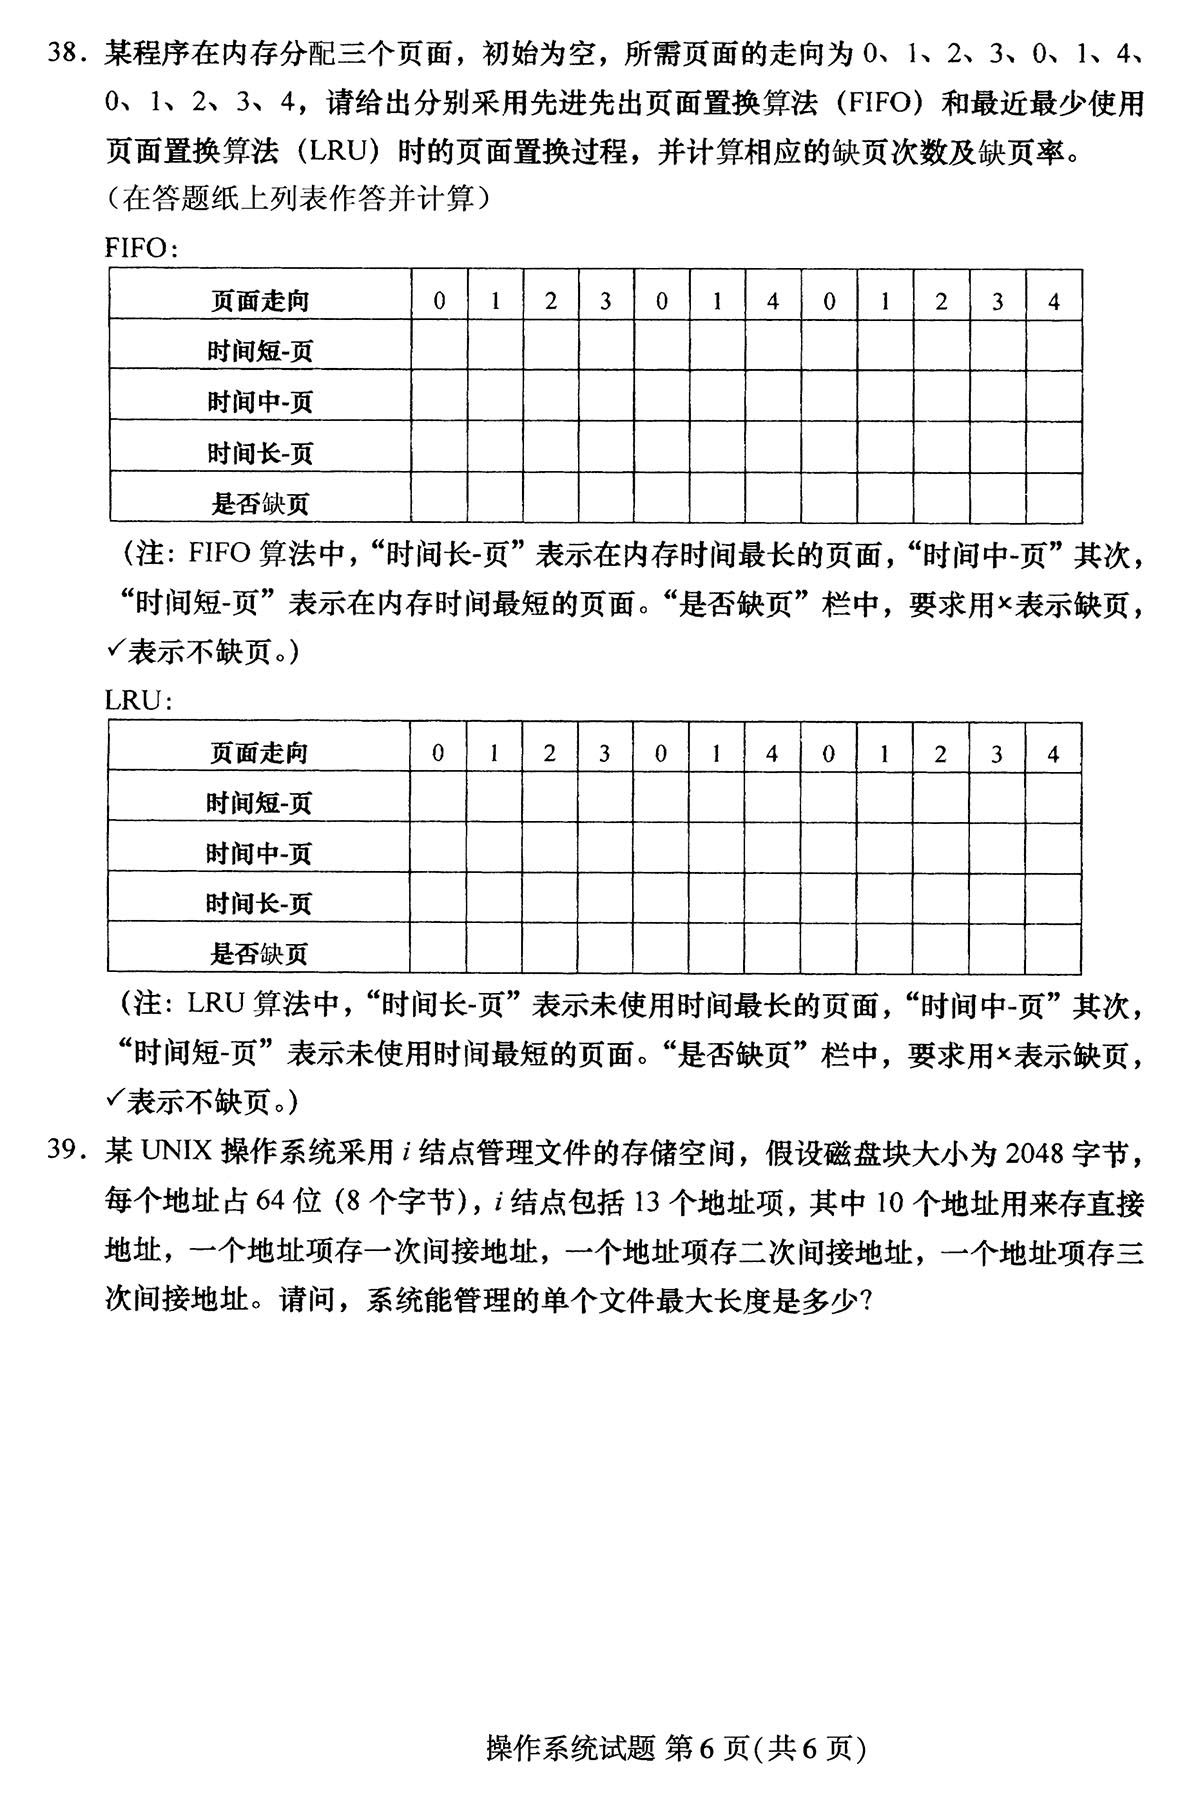 38. 某程序在内存分配三个页面，初始为空，所需页面的走向为 0、1、2、3、0、1、4、
0、1、2、3、4，请给出分别采用先进先出页面置换算法（FIFO）和最近最少使用
页面置换算法（LRU）时的页面置换过程，并计算相应的缺页次数及缺页率。
（在答题纸上列表作答并计算）
FIFO：
页面走向 0 1 2 3 0 1 4 0 1 2 3 4
时间短-页
时间中-页
时间长-页
是否缺页
（注：FIFO 算法中，“时间长-页”表示在内存时间最长的页面，“时间中-页”其次，
“时间短-页”表示在内存时间最短的页面。“是否缺页”栏中，要求用×表示缺页，
✓表示不缺页。）
LRU：
页面走向 0 1 2 3 0 1 4 0 1 2 3 4
时间短-页
时间中-页
时间长-页
是否缺页
（注：LRU 算法中，“时间长-页”表示未使用时间最长的页面，“时间中-页”其次，
“时间短-页”表示未使用时间最短的页面。“是否缺页”栏中，要求用×表示缺页，
✓表示不缺页。）
39. 某 UNIX 操作系统采用 i 结点管理文件的存储空间，假设磁盘块大小为 2048 字节，
每个地址占 64 位（8 个字节），i 结点包括 13 个地址项，其中 10 个地址用来存直接
地址，一个地址项存一次间接地址，一个地址项存二次间接地址，一个地址项存三
次间接地址。请问，系统能管理的单个文件最大长度是多少？
操作系统试题 第 6 页(共 6 页)